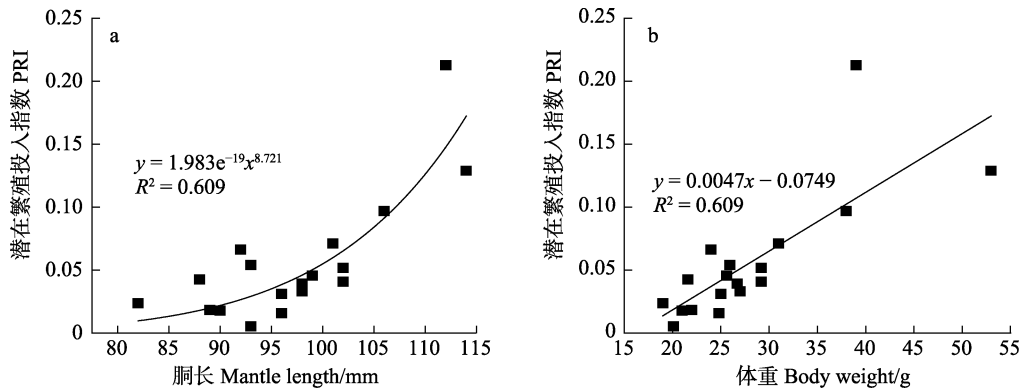 0.25
0.20
0.15
0.10
0.05
0
潜在繁殖投入指数 PRI
a
y = 1.983e⁻¹⁹x⁸·⁷²¹
R² = 0.609
80 85 90 95 100 105 110 115
胴长 Mantle length/mm
0.25
0.20
0.15
0.10
0.05
0
潜在繁殖投入指数 PRI
b
y = 0.0047x − 0.0749
R² = 0.609
15 20 25 30 35 40 45 50 55
体重 Body weight/g